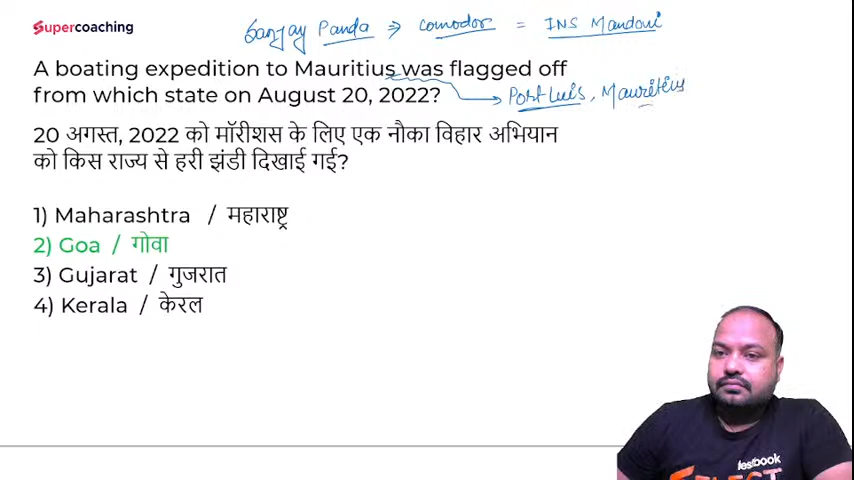 Supercoaching
Sanjay Panda ⇒ comodor = INS Mandovi
A boating expedition to Mauritius was flagged off
from which state on August 20, 2022?
Port Luis, Mauritius
20 अगस्त, 2022 को मॉरीशस के लिए एक नौका विहार अभियान
को किस राज्य से हरी झंडी दिखाई गई?
1) Maharashtra / महाराष्ट्र
2) Goa / गोवा
3) Gujarat / गुजरात
4) Kerala / केरल
testbook
SELECT